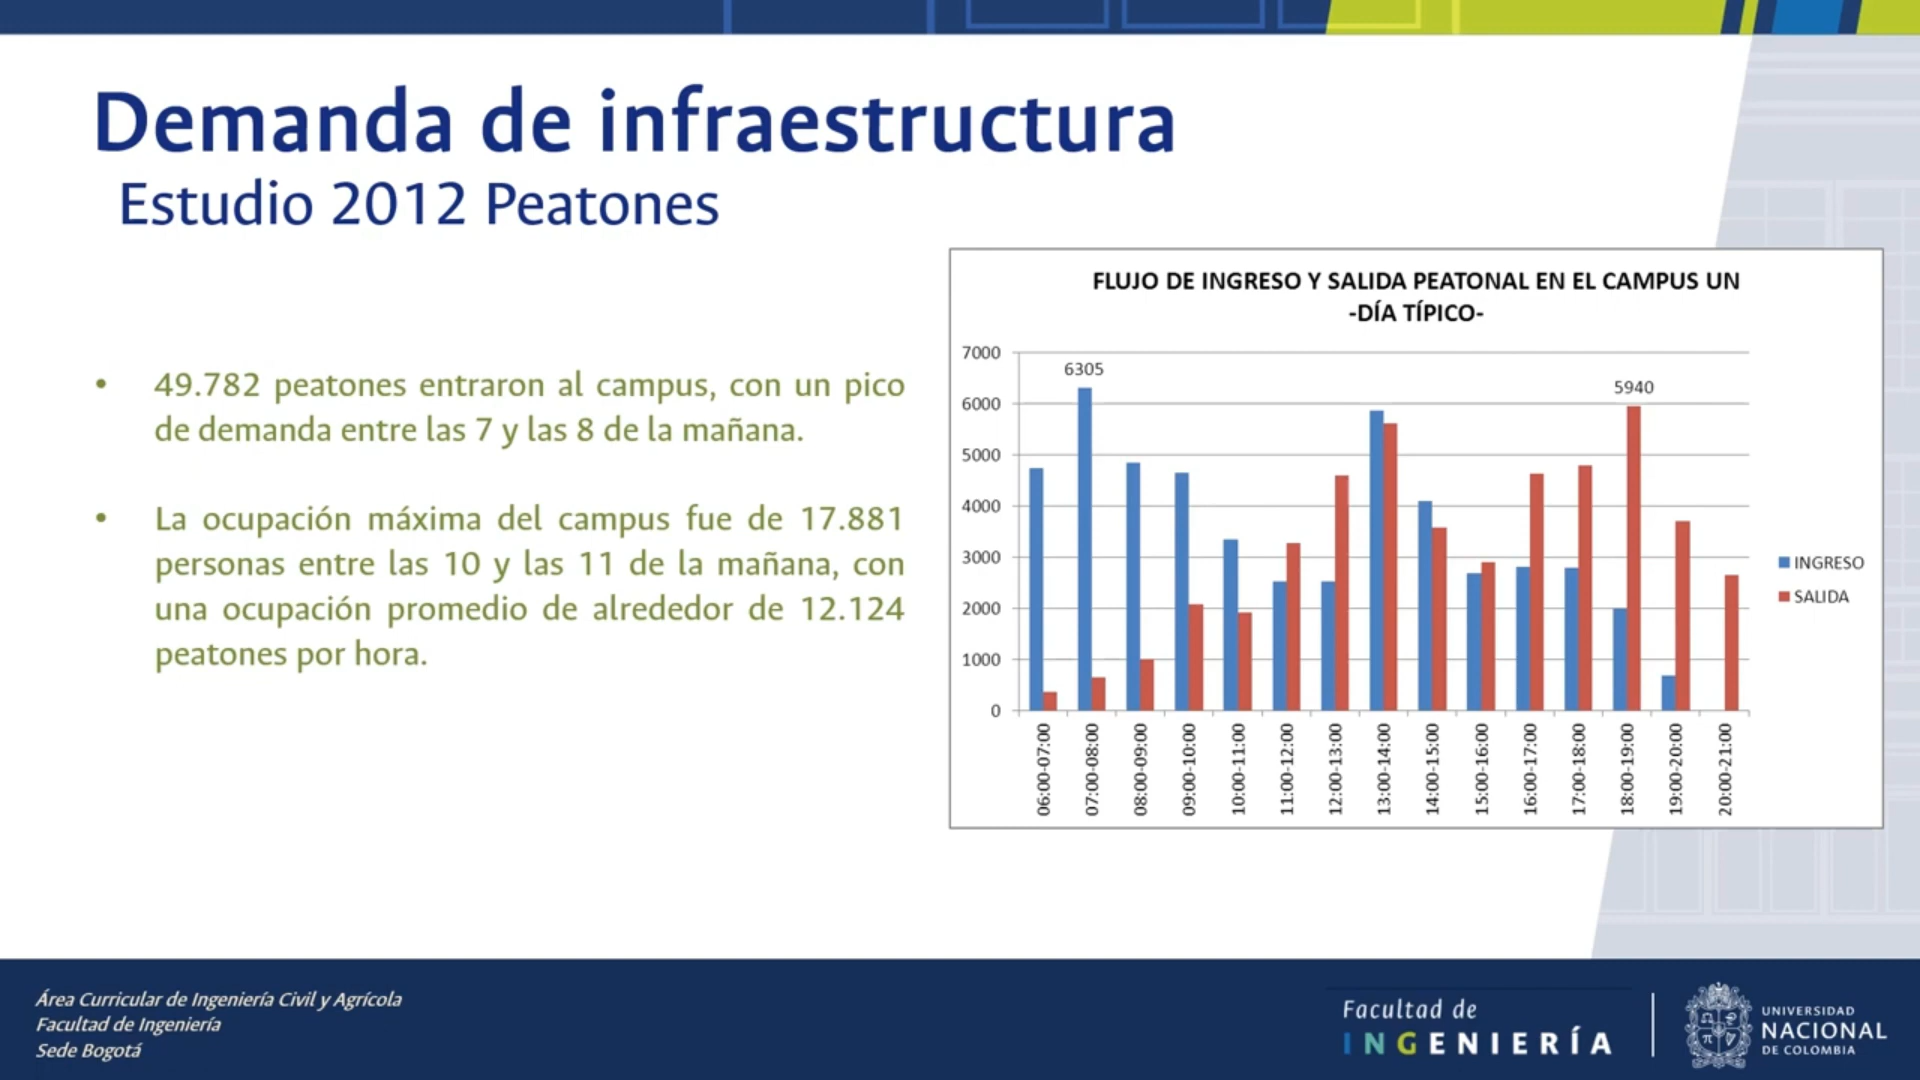 Demanda de infraestructura
Estudio 2012 Peatones
• 49.782 peatones entraron al campus, con un pico
de demanda entre las 7 y las 8 de la mañana.
• La ocupación máxima del campus fue de 17.881
personas entre las 10 y las 11 de la mañana, con
una ocupación promedio de alrededor de 12.124
peatones por hora.
FLUJO DE INGRESO Y SALIDA PEATONAL EN EL CAMPUS UN
-DÍA TÍPICO-
7000
6000
5000
4000
3000
2000
1000
0
6305
5940
06:00-07:00
07:00-08:00
08:00-09:00
09:00-10:00
10:00-11:00
11:00-12:00
12:00-13:00
13:00-14:00
14:00-15:00
15:00-16:00
16:00-17:00
17:00-18:00
18:00-19:00
19:00-20:00
20:00-21:00
INGRESO
SALIDA
Área Curricular de Ingeniería Civil y Agrícola
Facultad de Ingeniería
Sede Bogotá
Facultad de
INGENIERÍA
UNIVERSIDAD
NACIONAL
DE COLOMBIA